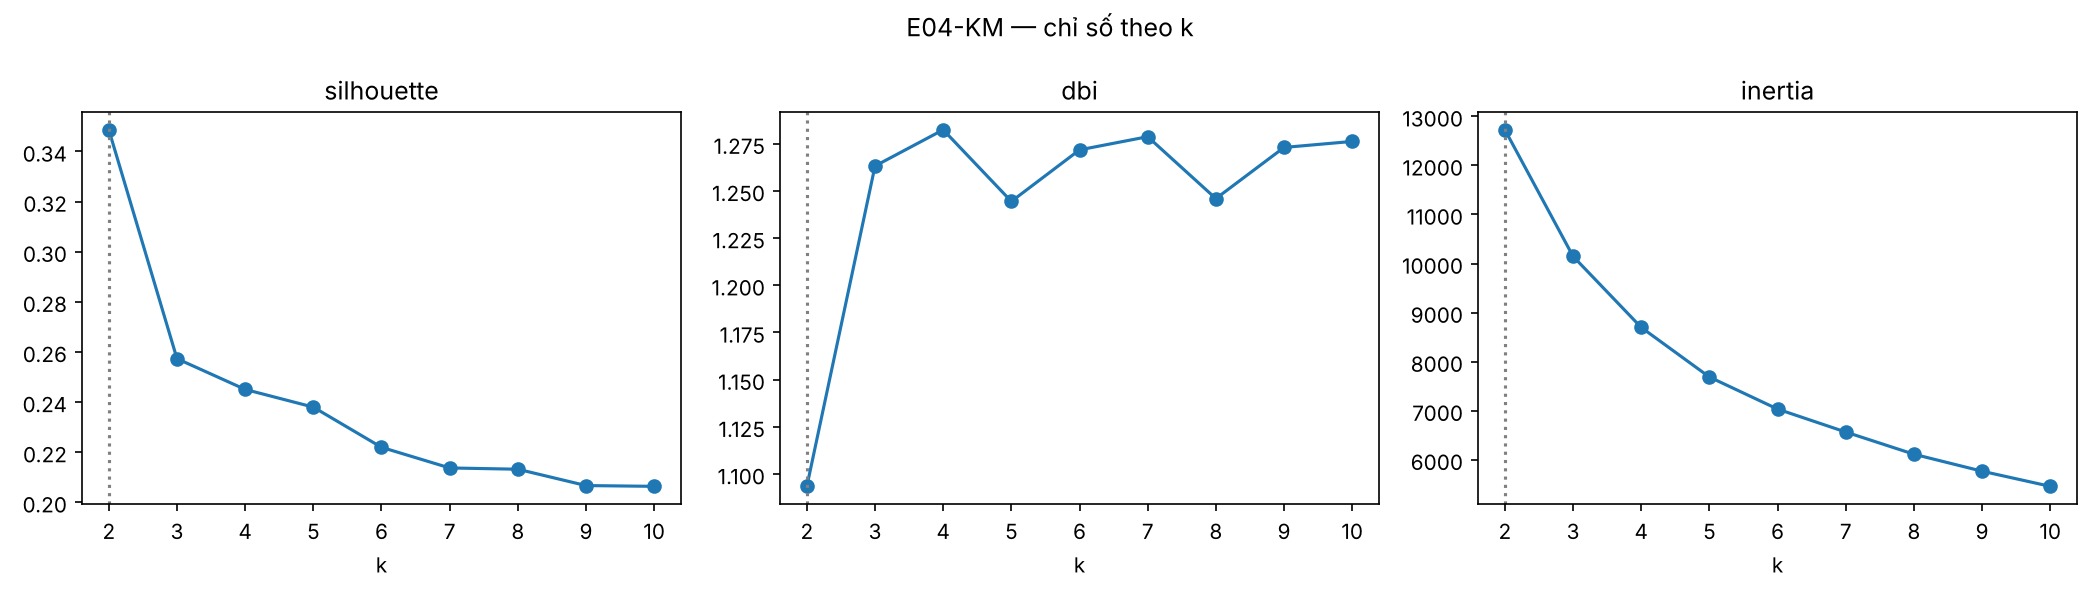 E04-KM — chỉ số theo k
silhouette
0.34
0.32
0.30
0.28
0.26
0.24
0.22
0.20
2 3 4 5 6 7 8 9 10
k
dbi
1.275
1.250
1.225
1.200
1.175
1.150
1.125
1.100
2 3 4 5 6 7 8 9 10
k
inertia
13000
12000
11000
10000
9000
8000
7000
6000
2 3 4 5 6 7 8 9 10
k